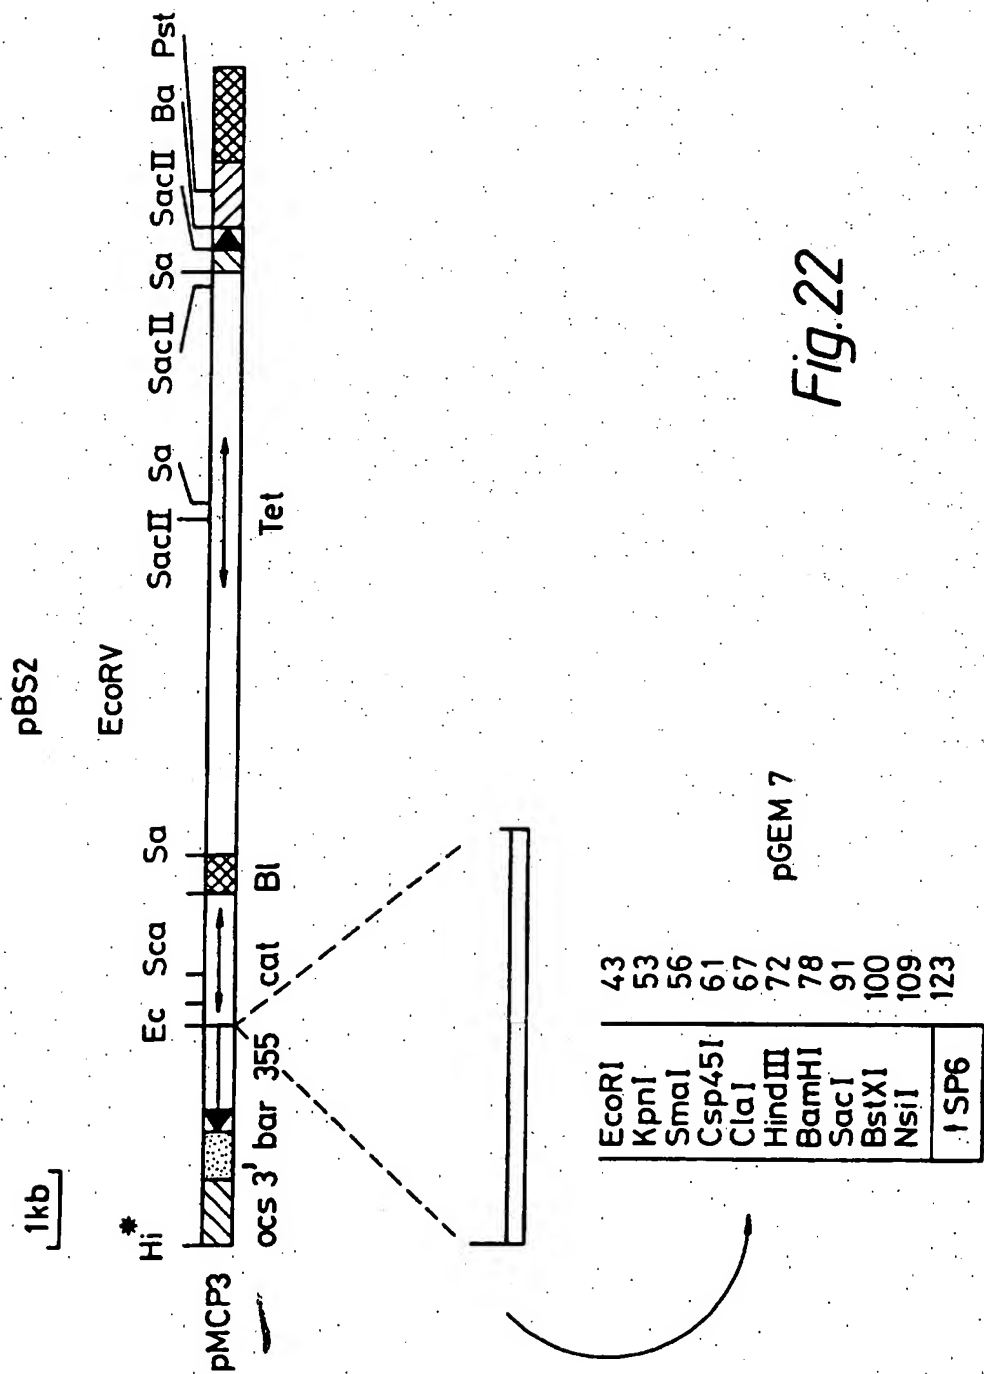 pBS2
EcoRV
1kb
*
Hi Ec Sca Sa SacII Sa SacII Sa SacII Ba Pst
pMCP3
ocs 3' bar 35S cat Bl Tet
EcoRI 43
KpnI 53
SmaI 56
Csp45I 61
ClaI 67
HindIII 72
BamHI 78
SacI 91
BstXI 100
NsiI 109
↑ SP6 123
pGEM 7
Fig. 22